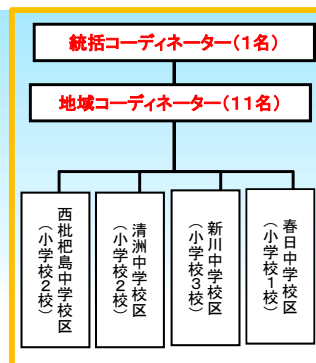 統括コーディネーター(1名)
地域コーディネーター(11名)
西枇杷島中学校区
(小学校2校)
清洲中学校区
(小学校2校)
新川中学校区
(小学校3校)
春日中学校区
(小学校1校)